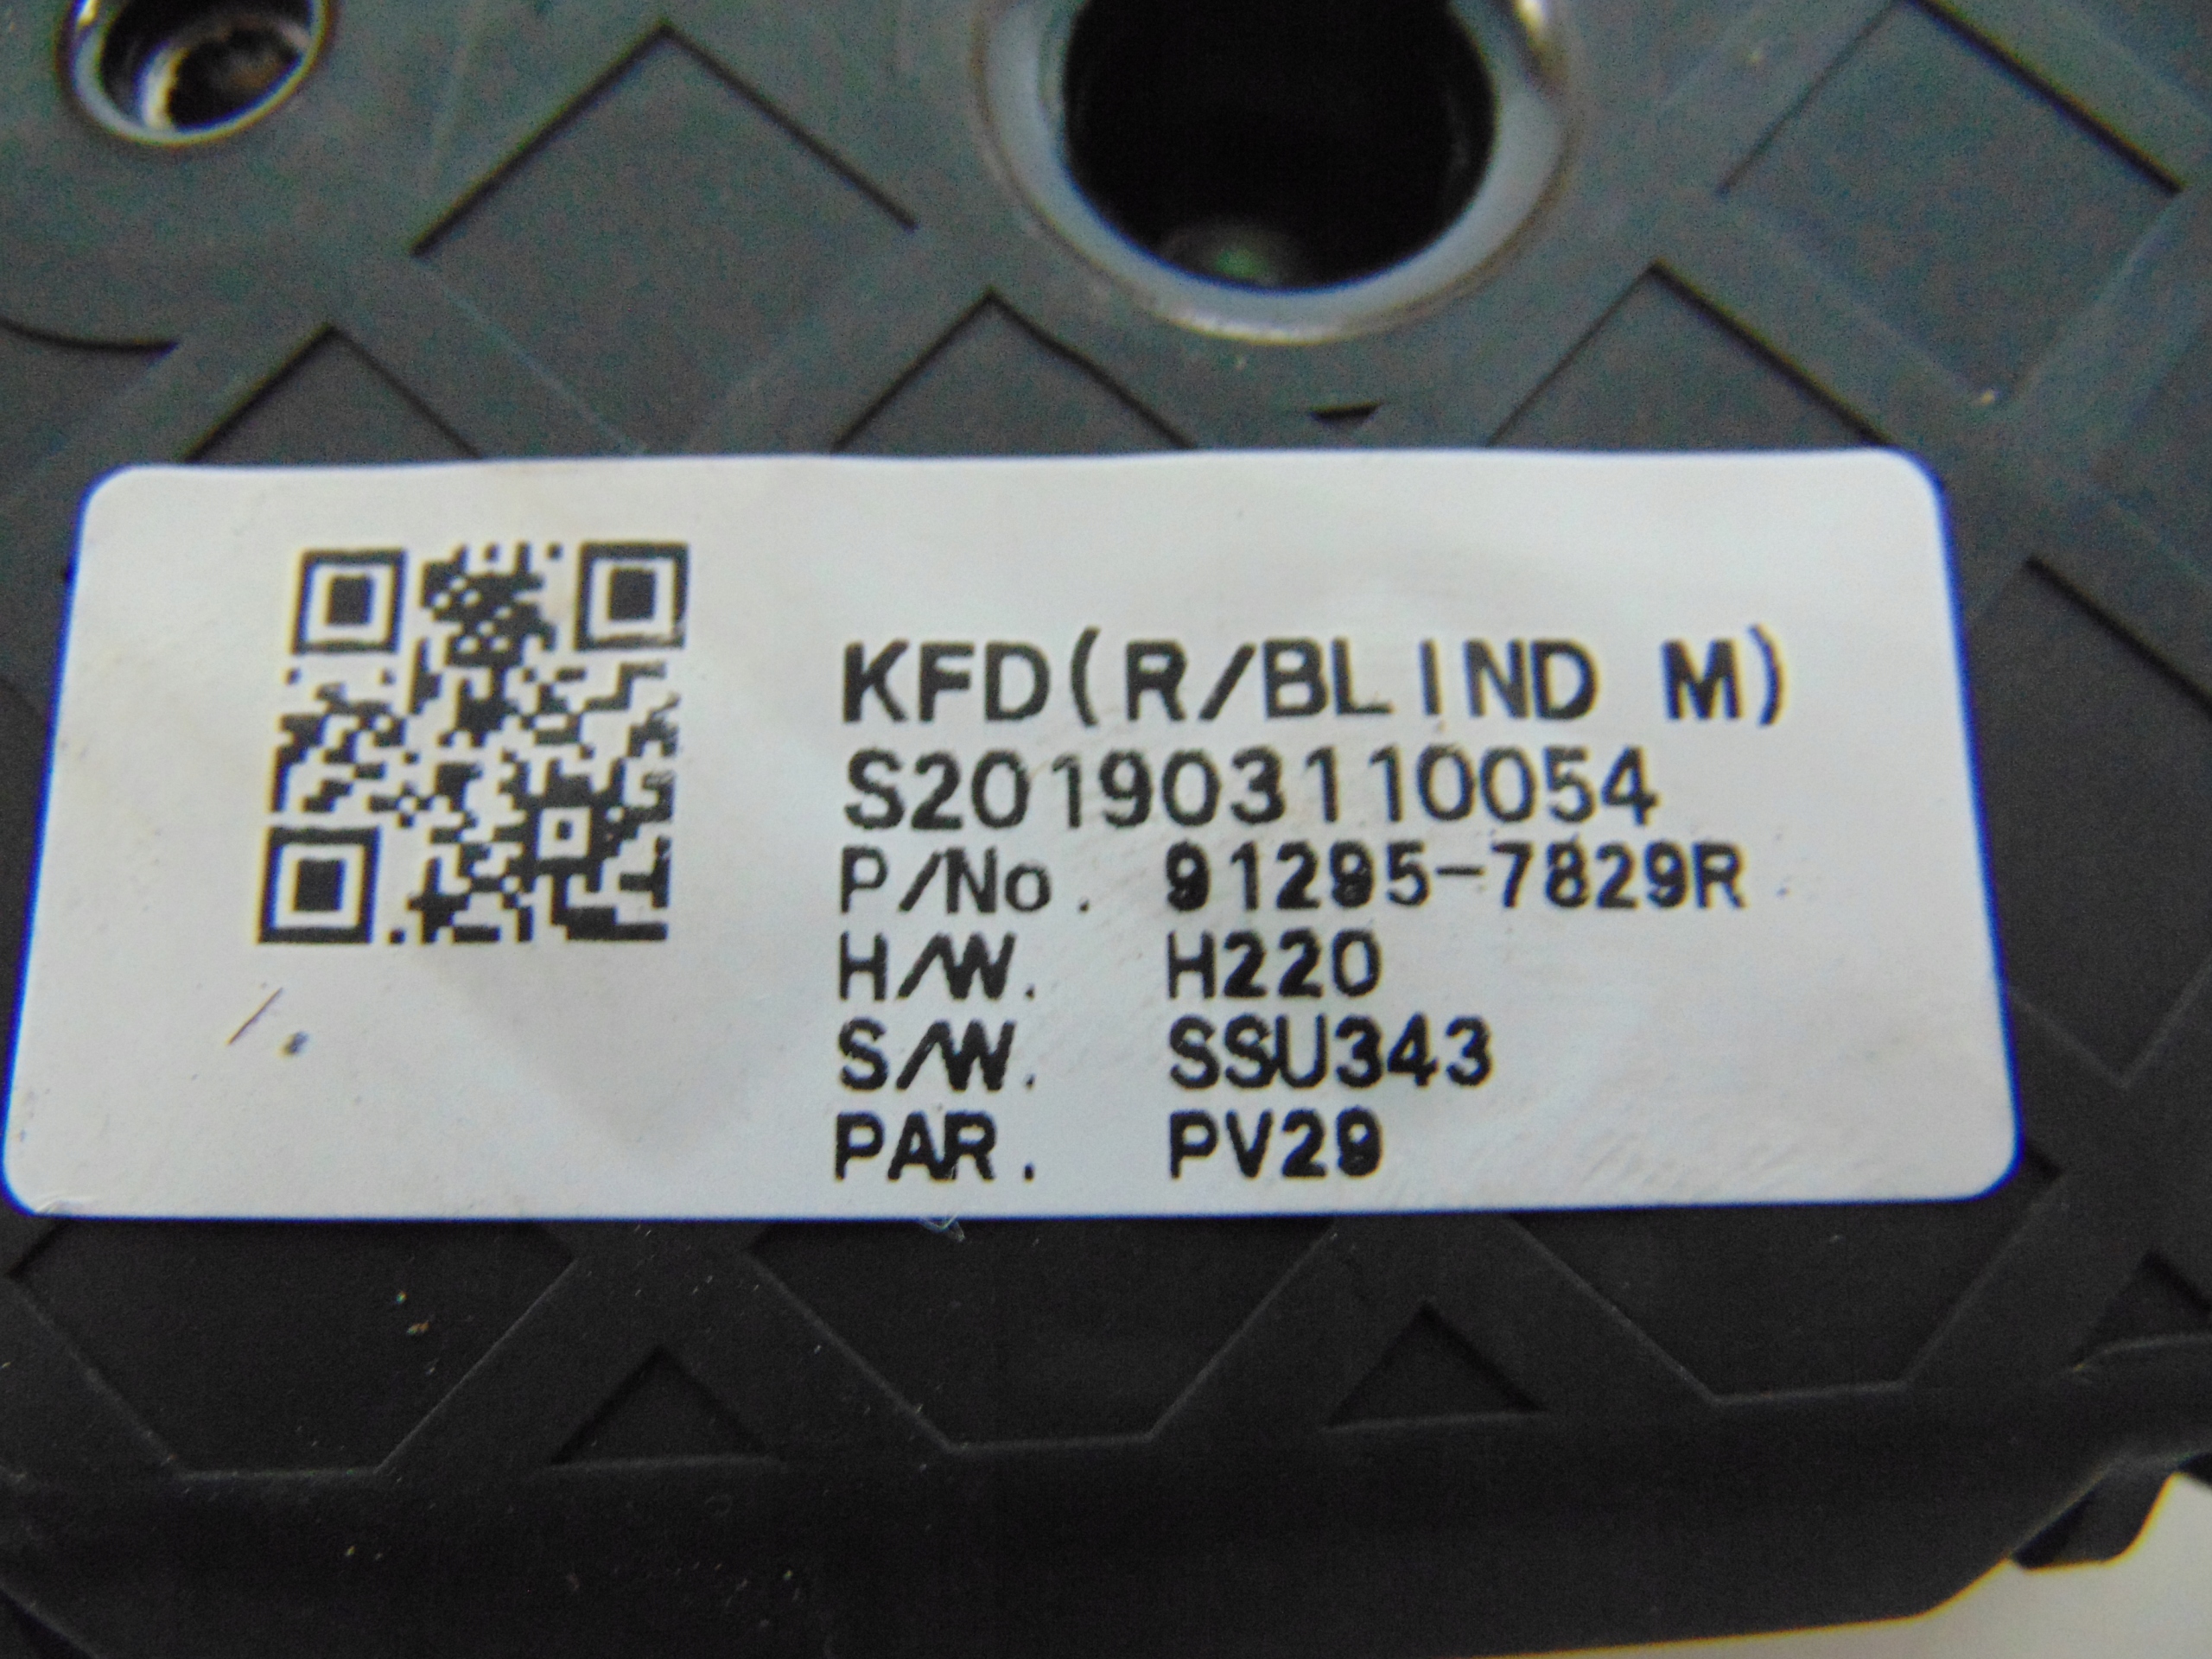 KFD(R/BLIND M)
S201903110054
P/No. 91295-7829R
H/W. H220
S/W. SSU343
PAR. PV29